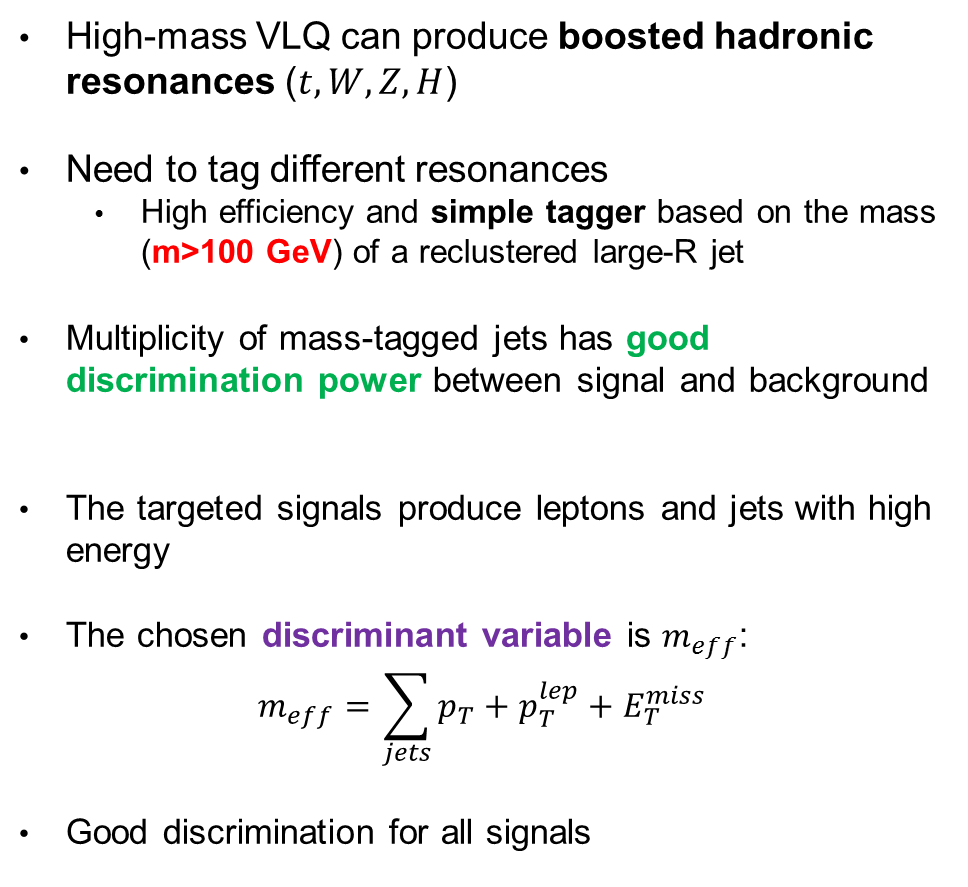 • High-mass VLQ can produce boosted hadronic
resonances (t, W, Z, H)
• Need to tag different resonances
• High efficiency and simple tagger based on the mass
(m>100 GeV) of a reclustered large-R jet
• Multiplicity of mass-tagged jets has good
discrimination power between signal and background
• The targeted signals produce leptons and jets with high
energy
• The chosen discriminant variable is m_{eff}:
m_{eff} = \sum_{jets} p_T + p_T^{lep} + E_T^{miss}
• Good discrimination for all signals